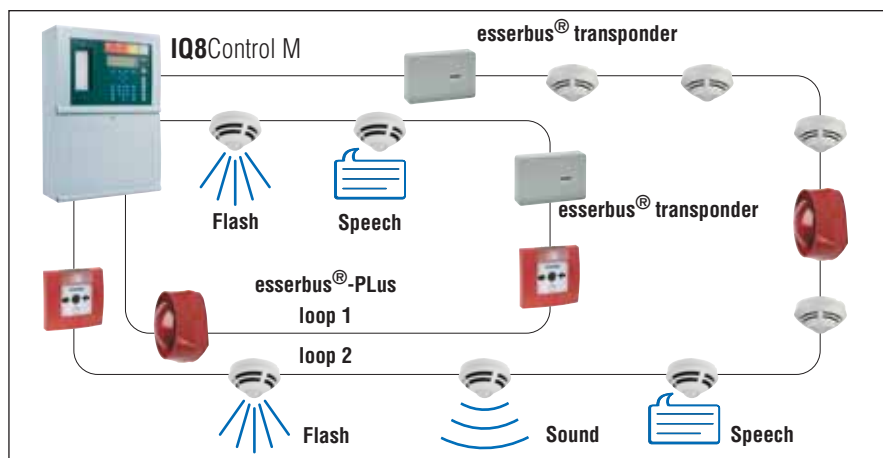 IQ8Control M
esserbus® transponder
Flash
Speech
esserbus® transponder
esserbus®-PLus
loop 1
loop 2
Flash
Sound
Speech